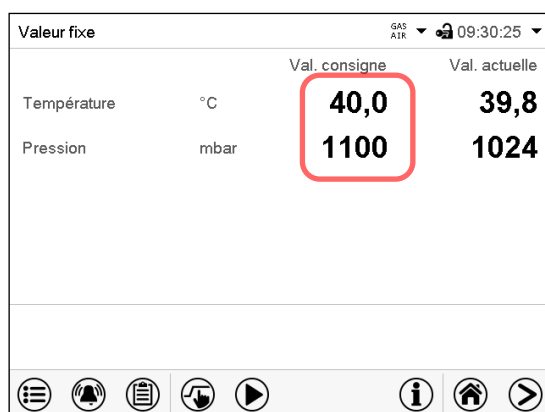 Valeur fixe GAS AIR 09:30:25
Val. consigne Val. actuelle
Température °C 40,0 39,8
Pression mbar 1100 1024